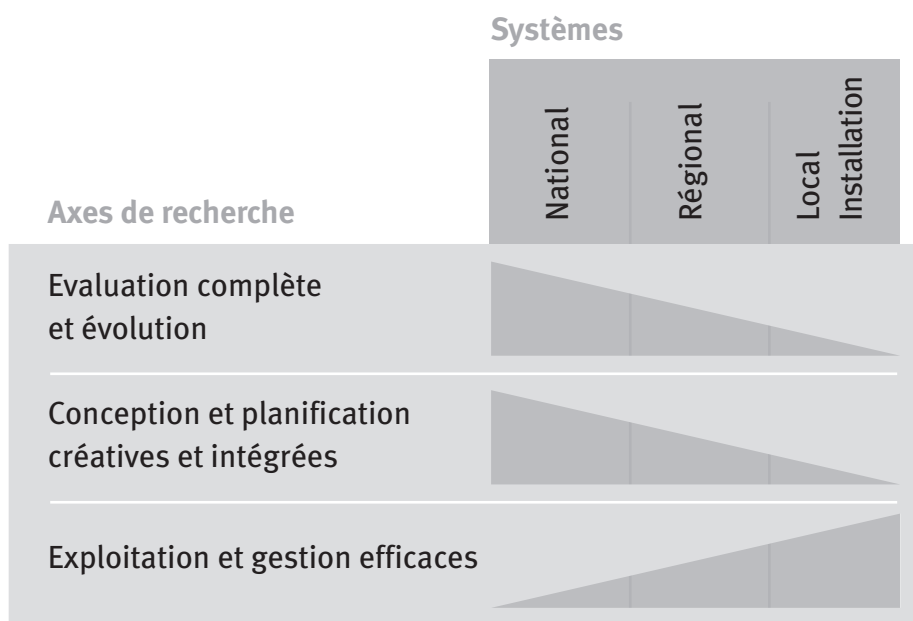 Systèmes
National
Régional
Local
Installation
Axes de recherche
Evaluation complète
et évolution
Conception et planification
créatives et intégrées
Exploitation et gestion efficaces